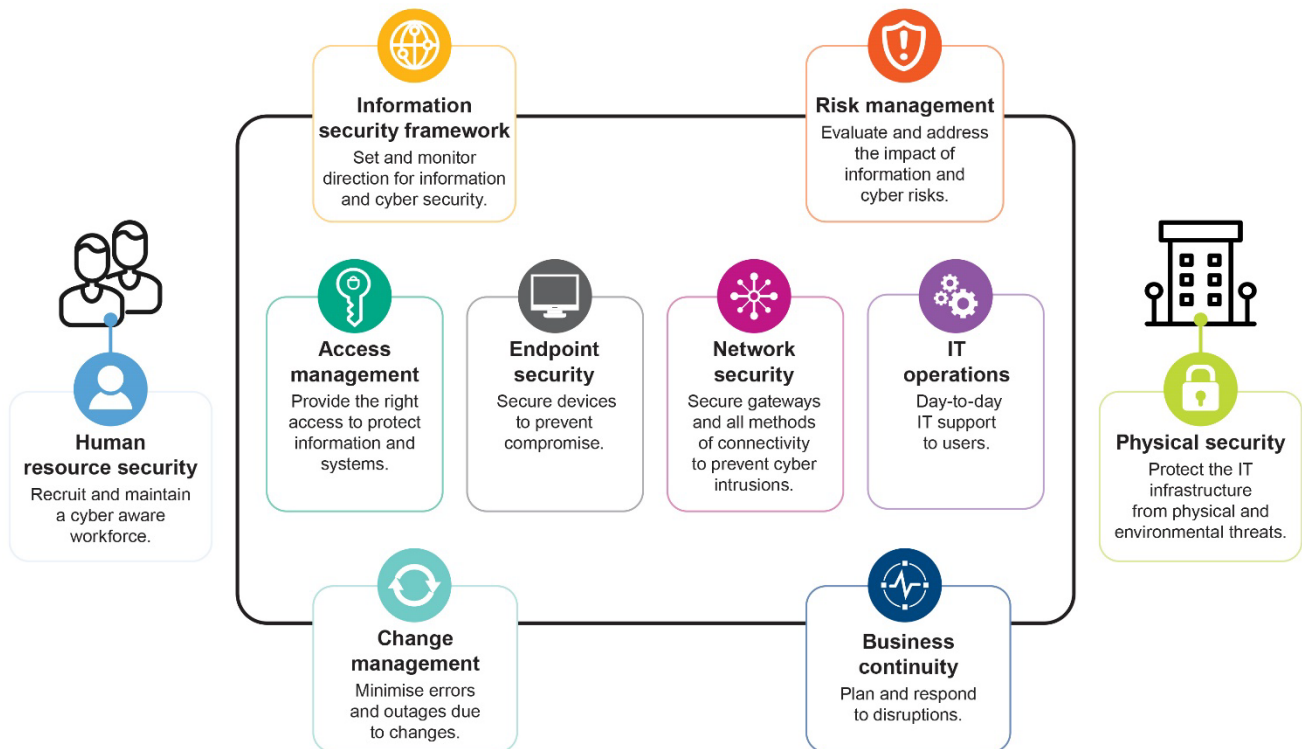 Information
security framework
Set and monitor
direction for information
and cyber security.
Risk management
Evaluate and address
the impact of
information and
cyber risks.
Human
resource security
Recruit and maintain
a cyber aware
workforce.
Access
management
Provide the right
access to protect
information and
systems.
Endpoint
security
Secure devices
to prevent
compromise.
Network
security
Secure gateways
and all methods
of connectivity
to prevent cyber
intrusions.
IT
operations
Day-to-day
IT support
to users.
Physical security
Protect the IT
infrastructure
from physical and
environmental threats.
Change
management
Minimise errors
and outages due
to changes.
Business
continuity
Plan and respond
to disruptions.